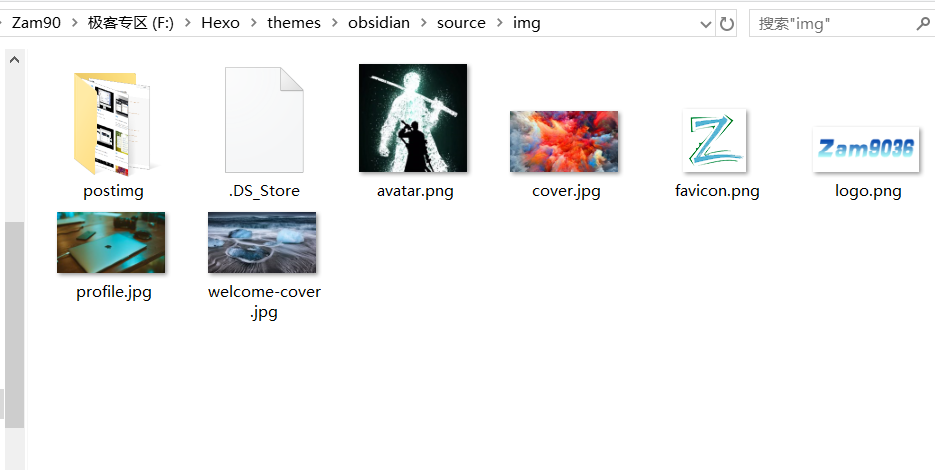 Zam90 > 极客专区 (F:) > Hexo > themes > obsidian > source > img
搜索"img"
postimg
.DS_Store
avatar.png
cover.jpg
favicon.png
Zam9036
logo.png
profile.jpg
welcome-cover
.jpg